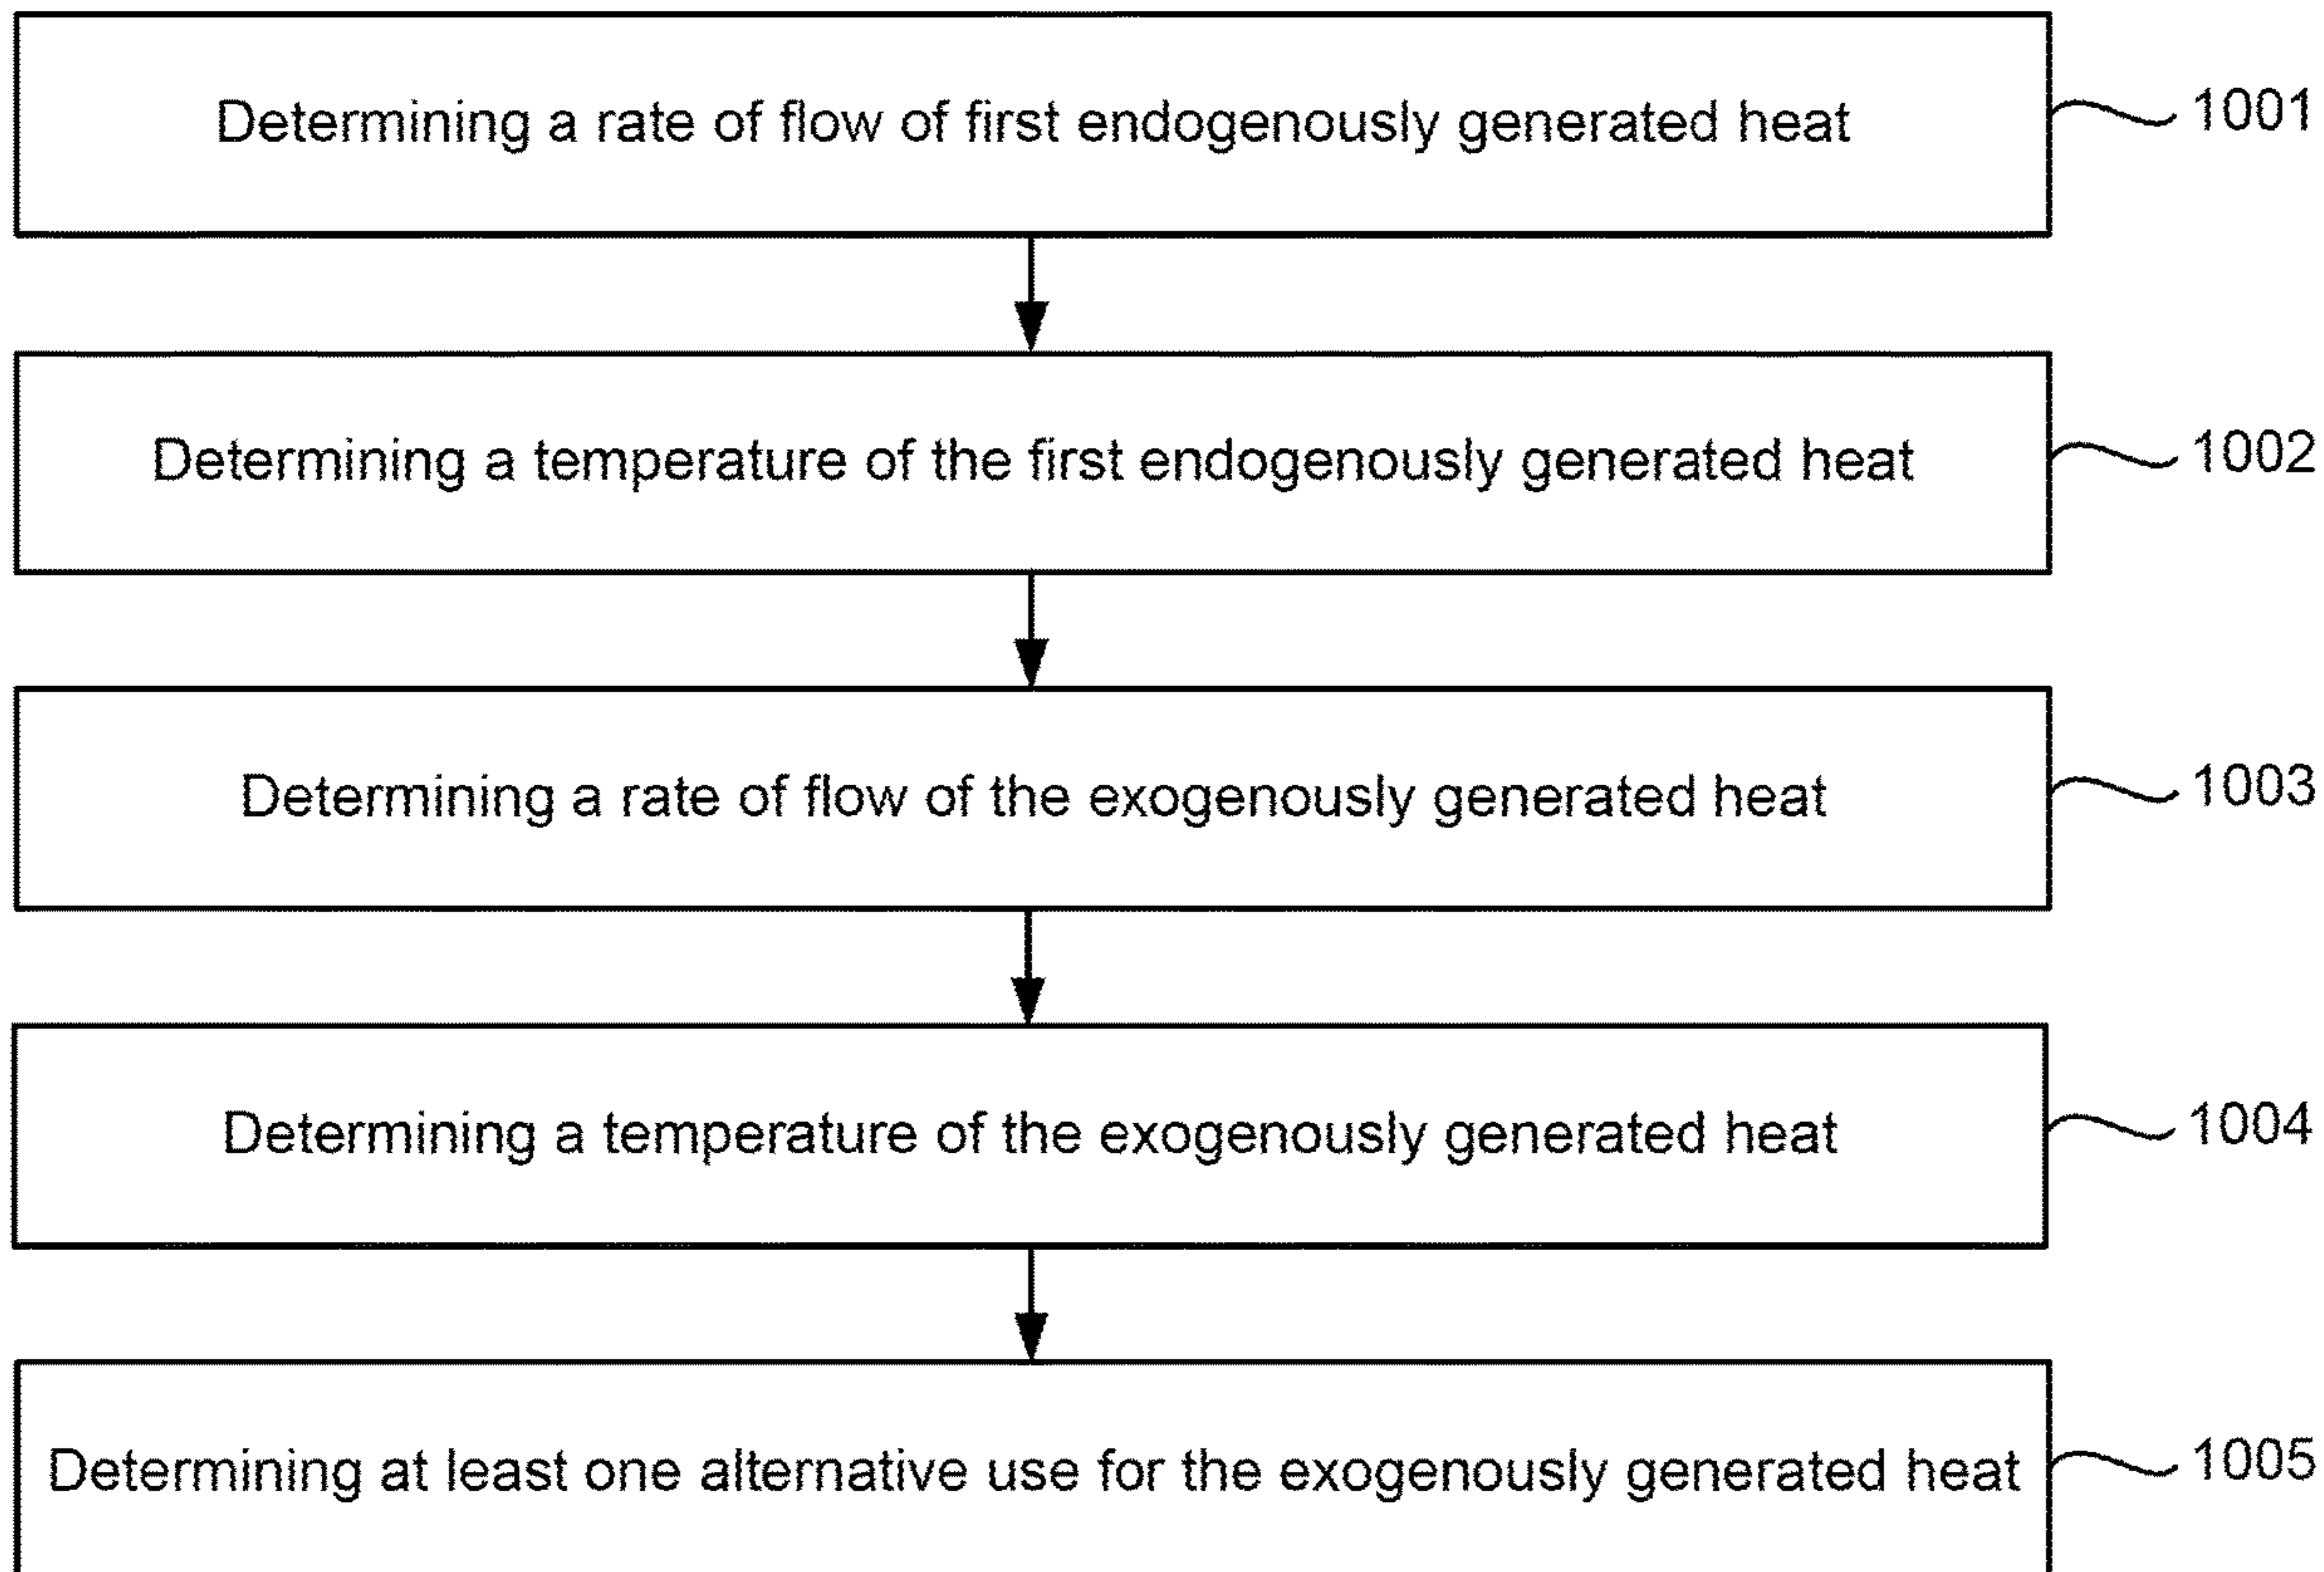 Determining a rate of flow of first endogenously generated heat
1001
Determining a temperature of the first endogenously generated heat
1002
Determining a rate of flow of the exogenously generated heat
1003
Determining a temperature of the exogenously generated heat
1004
Determining at least one alternative use for the exogenously generated heat
1005